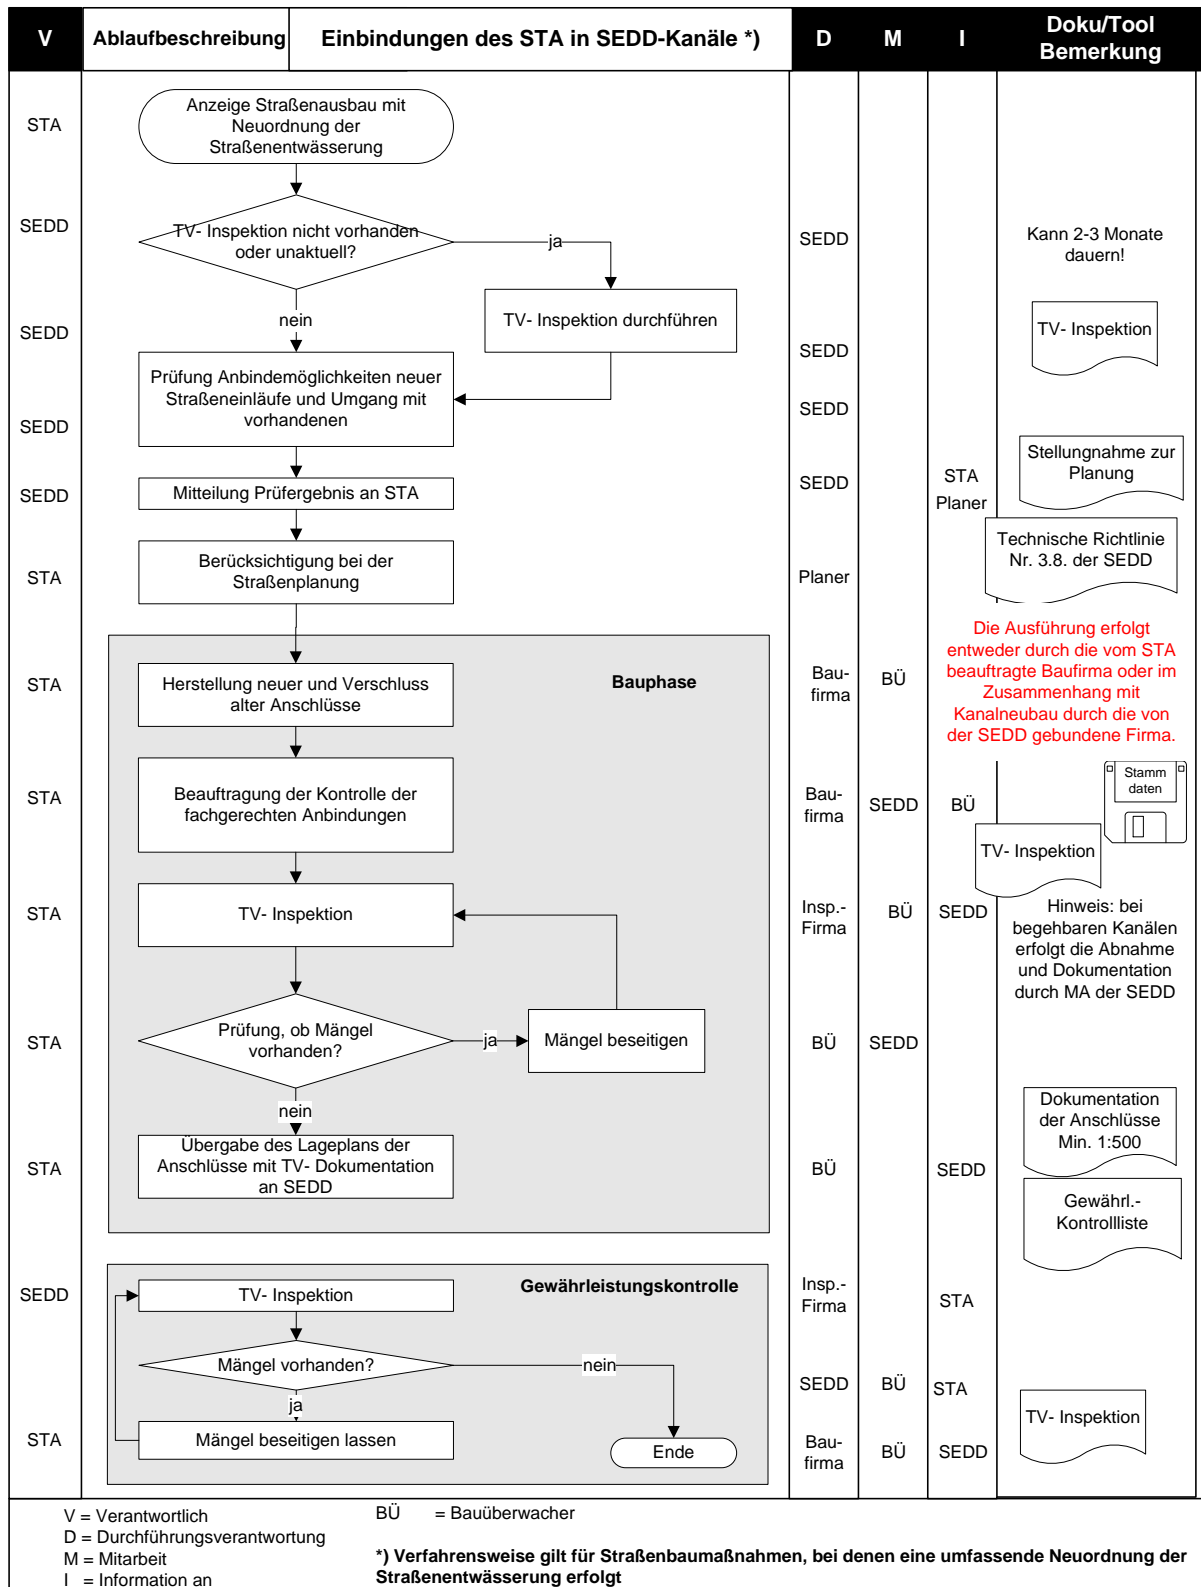 V
Ablaufbeschreibung
Einbindungen des STA in SEDD-Kanäle *)
D
M
I
Doku/Tool
Bemerkung
STA
Anzeige Straßenausbau mit
Neuordnung der
Straßenentwässerung
SEDD
TV- Inspektion nicht vorhanden
oder unaktuell?
ja
SEDD
Kann 2-3 Monate
dauern!
nein
SEDD
TV- Inspektion durchführen
SEDD
TV- Inspektion
SEDD
Prüfung Anbindemöglichkeiten neuer
Straßeneinläufe und Umgang mit
vorhandenen
SEDD
Stellungnahme zur
Planung
SEDD
Mitteilung Prüfergebnis an STA
SEDD
STA
Planer
Technische Richtlinie
Nr. 3.8. der SEDD
STA
Berücksichtigung bei der
Straßenplanung
Planer
Die Ausführung erfolgt
entweder durch die vom STA
beauftragte Baufirma oder im
Zusammenhang mit
Kanalneubau durch die von
der SEDD gebundene Firma.
Bauphase
STA
Herstellung neuer und Verschluss
alter Anschlüsse
Bau-
firma
BÜ
STA
Beauftragung der Kontrolle der
fachgerechten Anbindungen
Bau-
firma
SEDD
BÜ
Stamm
daten
TV- Inspektion
STA
TV- Inspektion
Insp.-
Firma
BÜ
SEDD
Hinweis: bei
begehbaren Kanälen
erfolgt die Abnahme
und Dokumentation
durch MA der SEDD
STA
Prüfung, ob Mängel
vorhanden?
ja
Mängel beseitigen
BÜ
SEDD
nein
Dokumentation
der Anschlüsse
Min. 1:500
STA
Übergabe des Lageplans der
Anschlüsse mit TV- Dokumentation
an SEDD
BÜ
SEDD
Gewährl.-
Kontrollliste
Gewährleistungskontrolle
SEDD
TV- Inspektion
Insp.-
Firma
STA
Mängel vorhanden?
nein
SEDD
BÜ
STA
ja
TV- Inspektion
STA
Mängel beseitigen lassen
Ende
Bau-
firma
BÜ
SEDD
V = Verantwortlich
D = Durchführungsverantwortung
M = Mitarbeit
I = Information an
BÜ = Bauüberwacher
*) Verfahrensweise gilt für Straßenbaumaßnahmen, bei denen eine umfassende Neuordnung der
Straßenentwässerung erfolgt